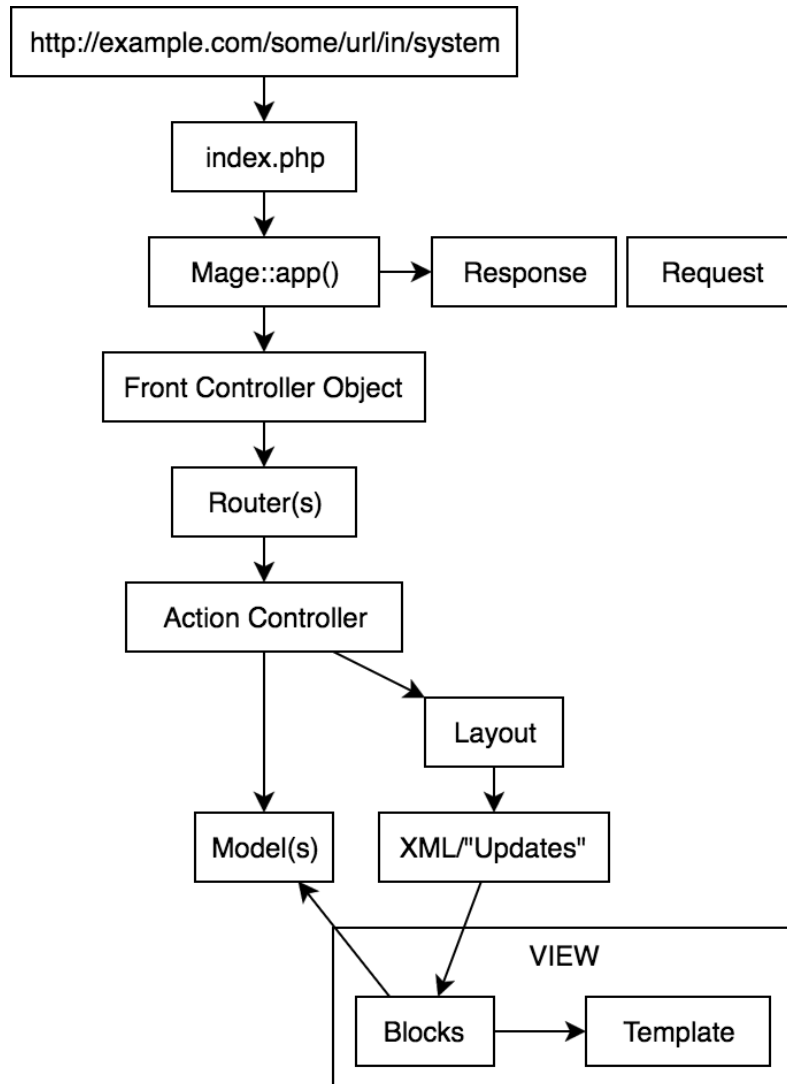 http://example.com/some/url/in/system
index.php
Mage::app()
Response
Request
Front Controller Object
Router(s)
Action Controller
Layout
Model(s)
XML/"Updates"
VIEW
Blocks
Template